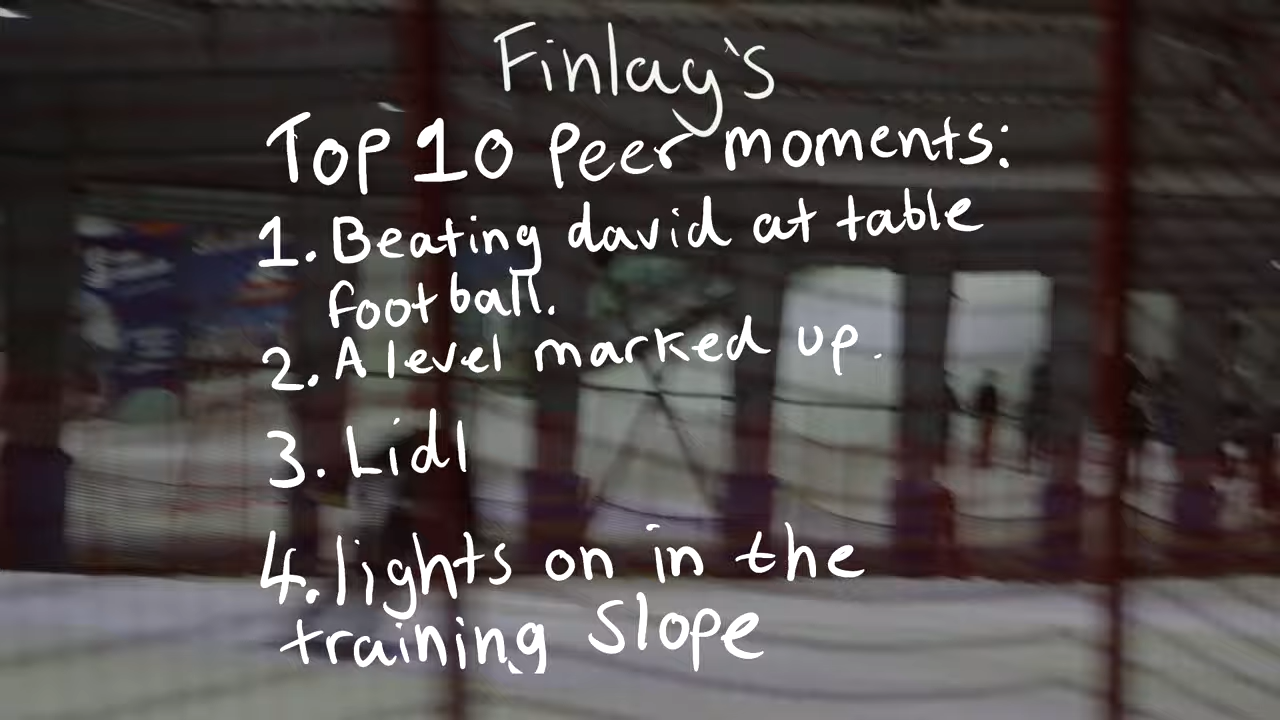 Finlay's
Top 10 Peer moments:
1. Beating david at table
football.
2. A level marked up.
3. Lidl
4. lights on in the
training Slope